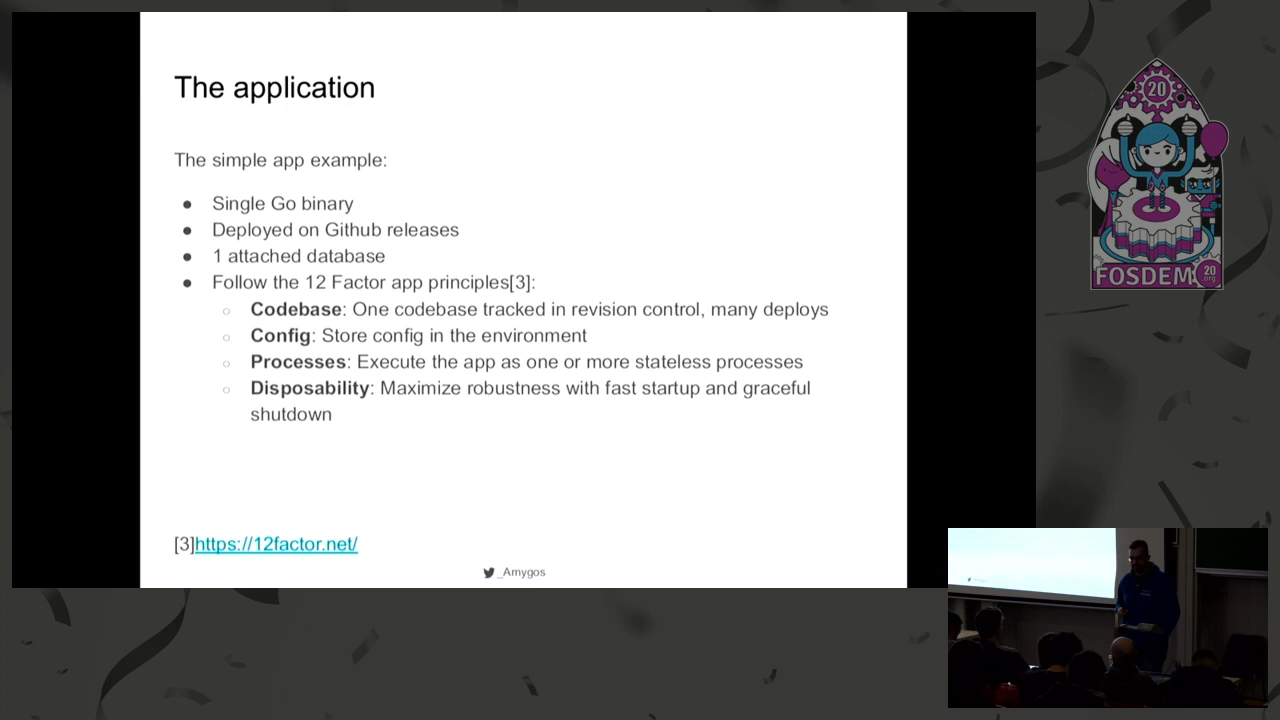 The application
The simple app example:
● Single Go binary
● Deployed on Github releases
● 1 attached database
● Follow the 12 Factor app principles[3]:
○ Codebase: One codebase tracked in revision control, many deploys
○ Config: Store config in the environment
○ Processes: Execute the app as one or more stateless processes
○ Disposability: Maximize robustness with fast startup and graceful
shutdown
[3]https://12factor.net/
_Amygos
20
FOSDEM
20
.org